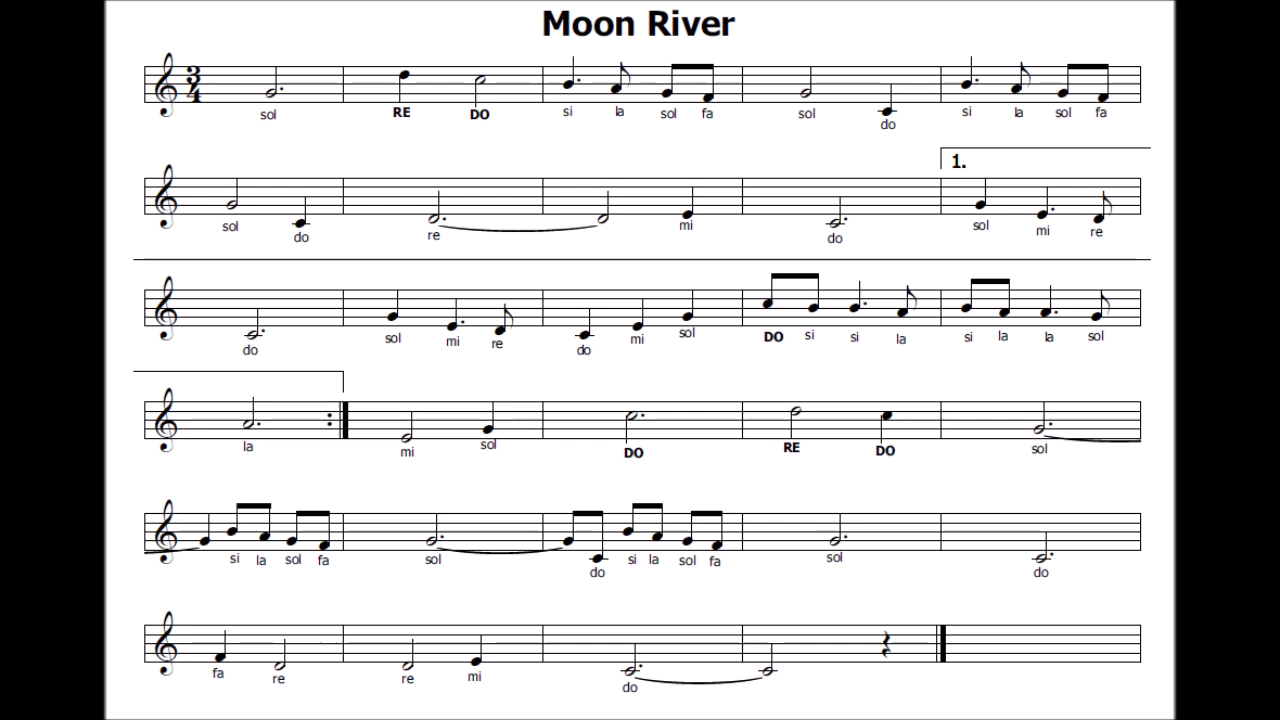 Moon River
3
4
sol RE DO si la sol fa sol do si la sol fa
1.
sol do re mi do sol mi re
do sol mi re do mi sol DO si si la si la la sol
la mi sol DO RE DO sol
si la sol fa sol do si la sol fa sol do
fa re re mi do